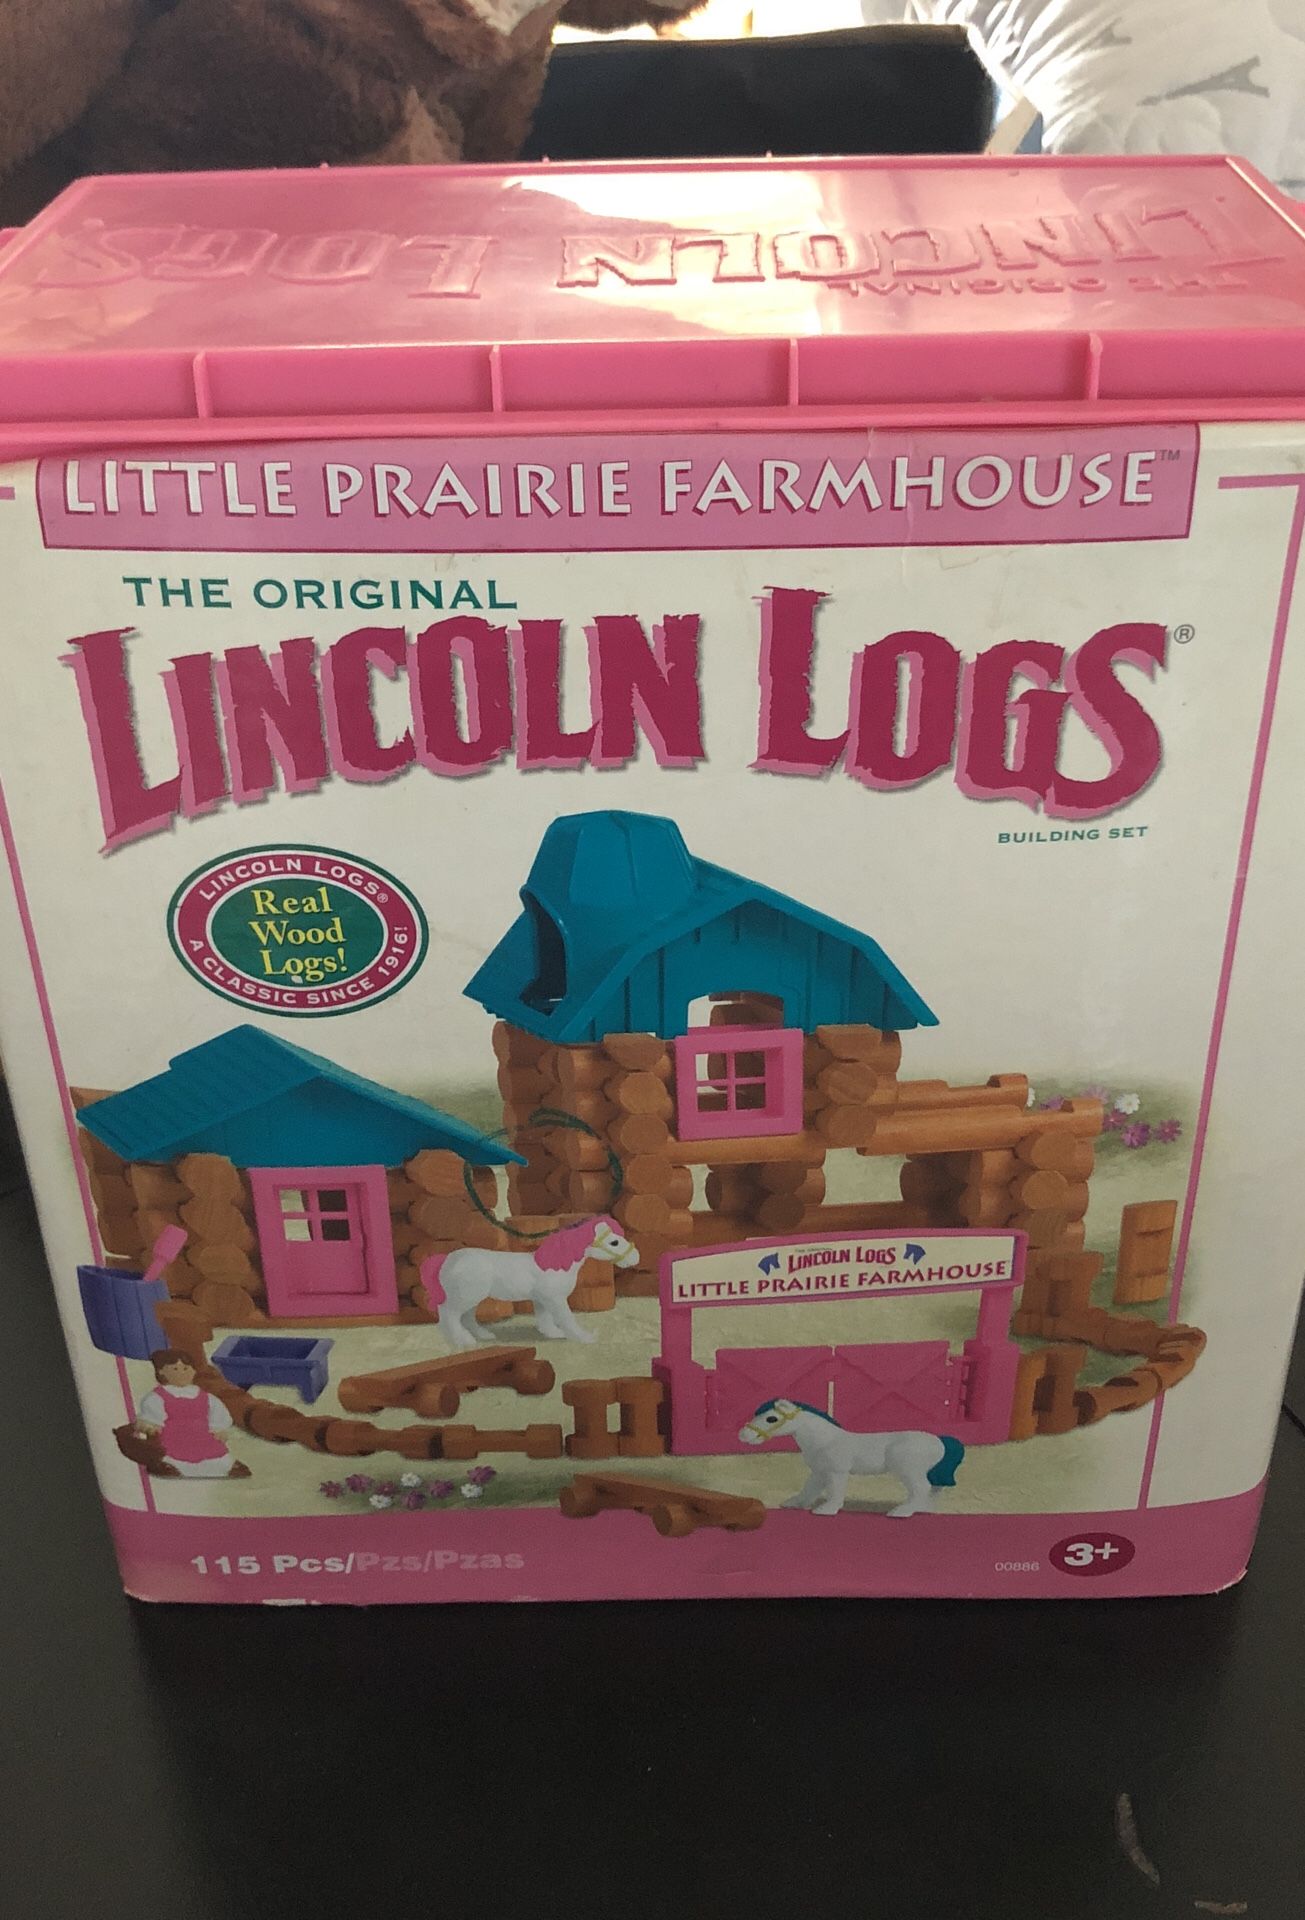 THE ORIGINAL
LINCOLN LOGS
LITTLE PRAIRIE FARMHOUSE™
THE ORIGINAL
LINCOLN LOGS®
BUILDING SET
LINCOLN LOGS®
Real
Wood
Logs!
A CLASSIC SINCE 1916!
LINCOLN LOGS
LITTLE PRAIRIE FARMHOUSE
115 Pcs/Pzs/Pzas
00886
3+